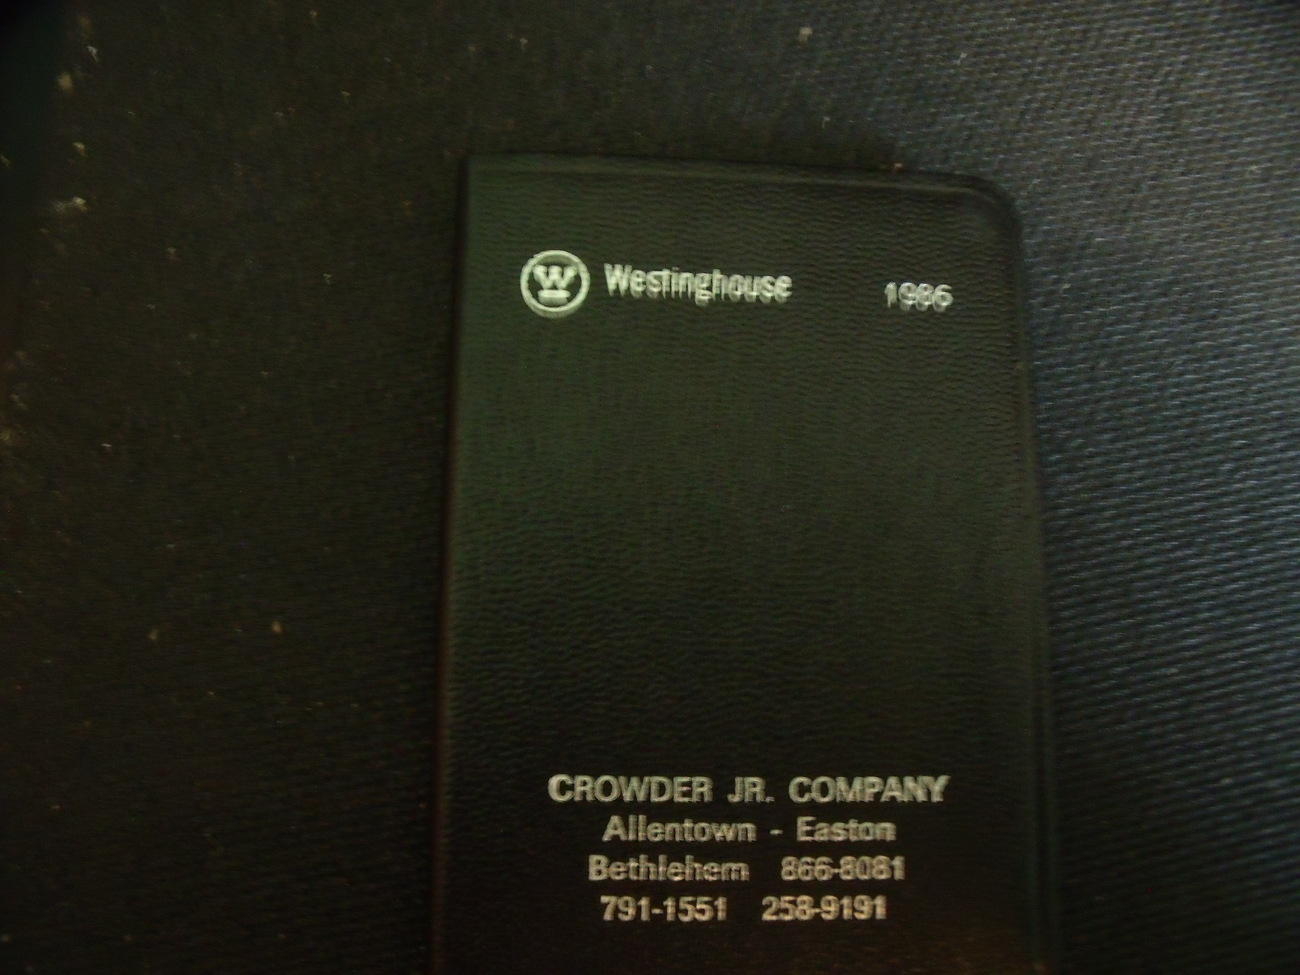 W Westinghouse 1986
CROWDER JR. COMPANY
Allentown - Easton
Bethlehem 866-8081
791-1551 258-9191